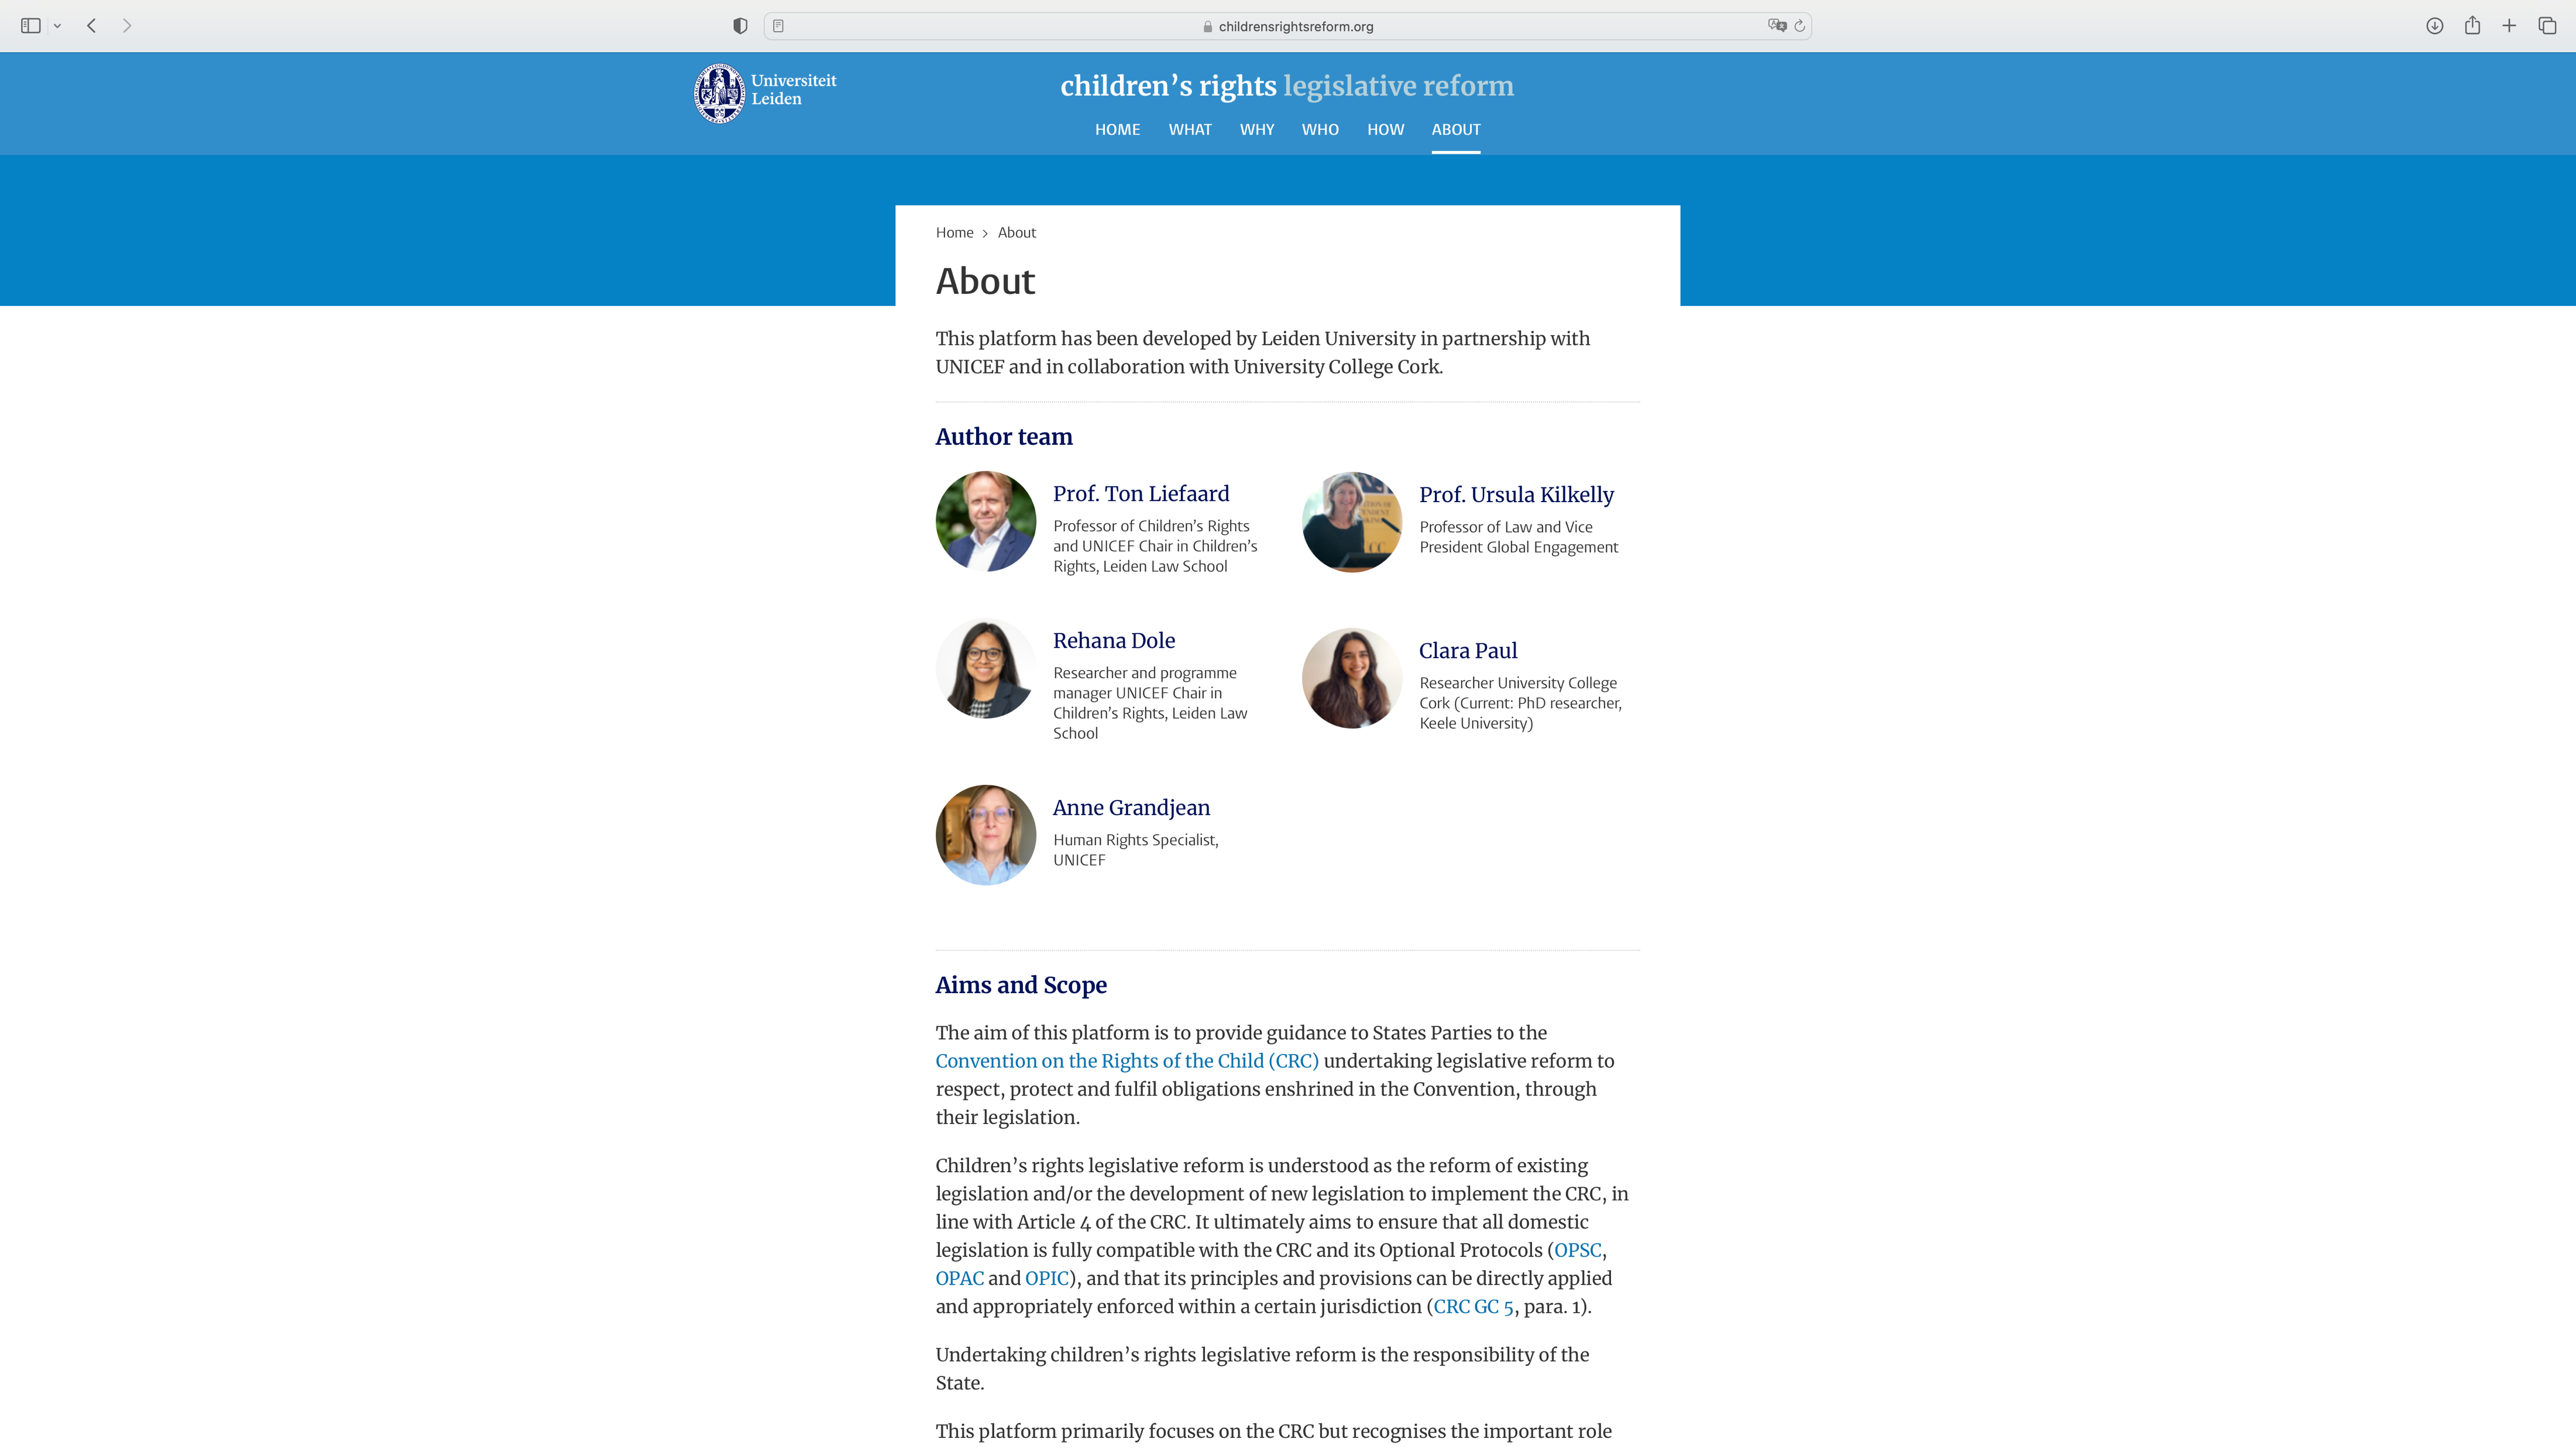 childrensrightsreform.org
Universiteit
Leiden
children’s rights legislative reform
HOME WHAT WHY WHO HOW ABOUT
Home > About
About
This platform has been developed by Leiden University in partnership with
UNICEF and in collaboration with University College Cork.
Author team
Prof. Ton Liefaard
Professor of Children’s Rights
and UNICEF Chair in Children’s
Rights, Leiden Law School
Prof. Ursula Kilkelly
Professor of Law and Vice
President Global Engagement
Rehana Dole
Researcher and programme
manager UNICEF Chair in
Children’s Rights, Leiden Law
School
Clara Paul
Researcher University College
Cork (Current: PhD researcher,
Keele University)
Anne Grandjean
Human Rights Specialist,
UNICEF
Aims and Scope
The aim of this platform is to provide guidance to States Parties to the
Convention on the Rights of the Child (CRC) undertaking legislative reform to
respect, protect and fulfil obligations enshrined in the Convention, through
their legislation.
Children’s rights legislative reform is understood as the reform of existing
legislation and/or the development of new legislation to implement the CRC, in
line with Article 4 of the CRC. It ultimately aims to ensure that all domestic
legislation is fully compatible with the CRC and its Optional Protocols (OPSC,
OPAC and OPIC), and that its principles and provisions can be directly applied
and appropriately enforced within a certain jurisdiction (CRC GC 5, para. 1).
Undertaking children’s rights legislative reform is the responsibility of the
State.
This platform primarily focuses on the CRC but recognises the important role